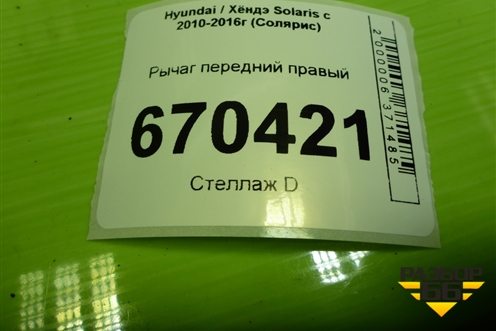 Hyundai / Хёндэ Solaris с
2010-2016г (Солярис)
Рычаг передний правый
670421
Стеллаж D
2000006371485
РАЗБОР
66